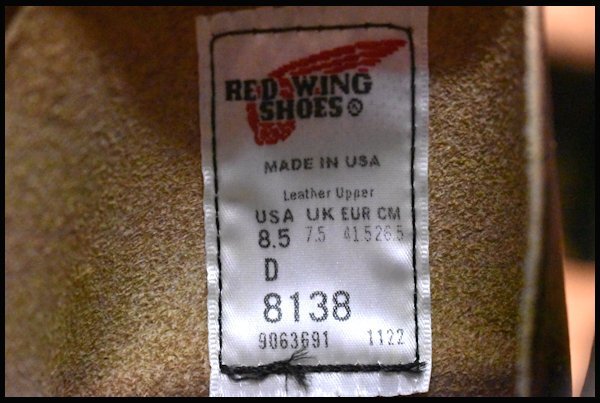 RED WING
SHOES®
MADE IN USA
Leather Upper
USA UK EUR CM
8.5 7.5 41.5 26.5
D
8138
9063691 1122